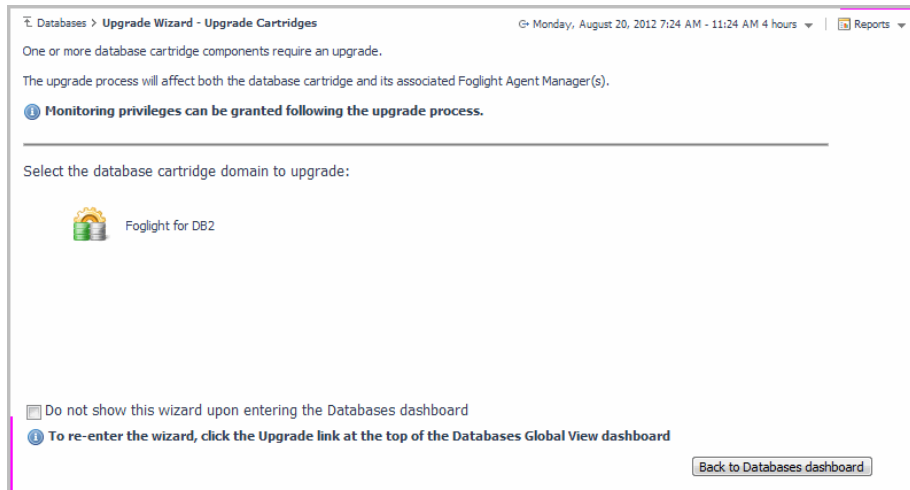 Databases > Upgrade Wizard - Upgrade Cartridges
Monday, August 20, 2012 7:24 AM - 11:24 AM 4 hours | Reports
One or more database cartridge components require an upgrade.
The upgrade process will affect both the database cartridge and its associated Foglight Agent Manager(s).
Monitoring privileges can be granted following the upgrade process.
Select the database cartridge domain to upgrade:
Foglight for DB2
Do not show this wizard upon entering the Databases dashboard
To re-enter the wizard, click the Upgrade link at the top of the Databases Global View dashboard
Back to Databases dashboard